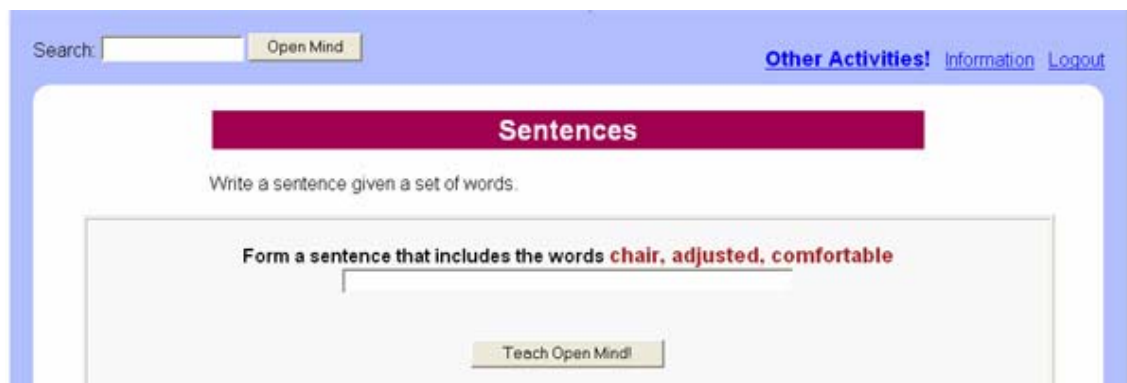 Search: Open Mind
Other Activities! Information Logout
Sentences
Write a sentence given a set of words.
Form a sentence that includes the words chair, adjusted, comfortable
Teach Open Mind!